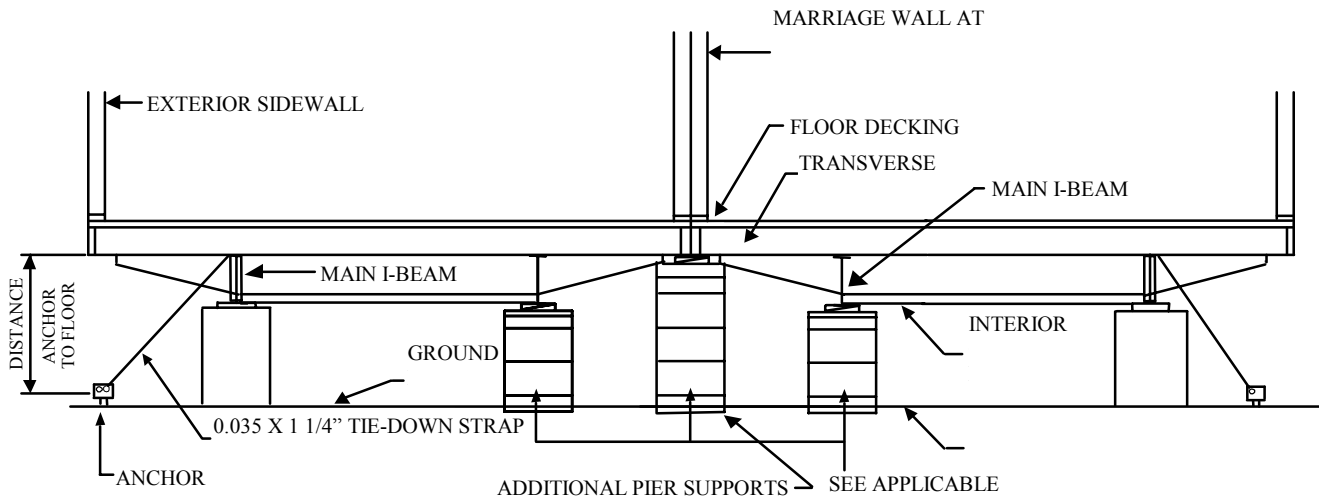 MARRIAGE WALL AT
EXTERIOR SIDEWALL
FLOOR DECKING
TRANSVERSE
MAIN I-BEAM
MAIN I-BEAM
DISTANCE
ANCHOR
TO FLOOR
INTERIOR
GROUND
0.035 X 1 1/4” TIE-DOWN STRAP
ANCHOR
ADDITIONAL PIER SUPPORTS
SEE APPLICABLE